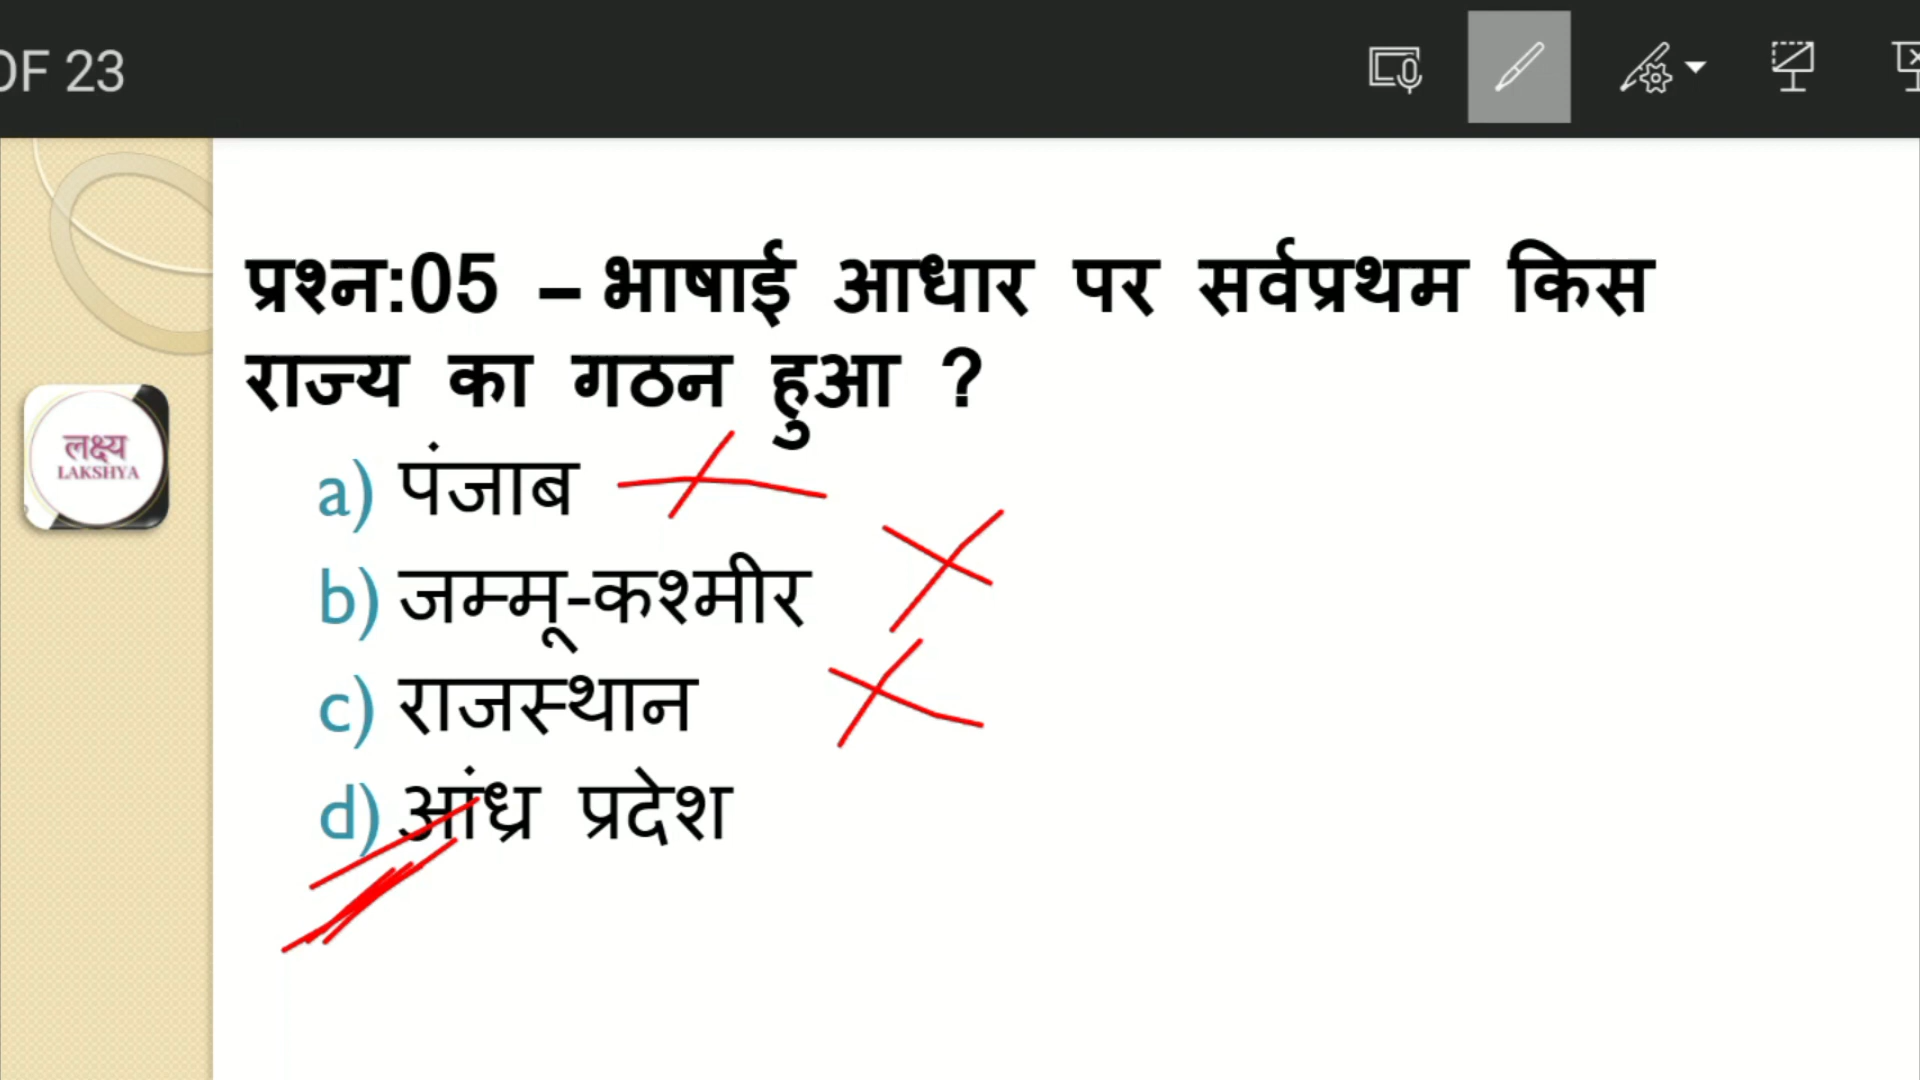 OF 23
प्रश्न:05 – भाषाई आधार पर सर्वप्रथम किस
राज्य का गठन हुआ ?
लक्ष्य
LAKSHYA
a) पंजाब
b) जम्मू-कश्मीर
c) राजस्थान
d) आंध्र प्रदेश